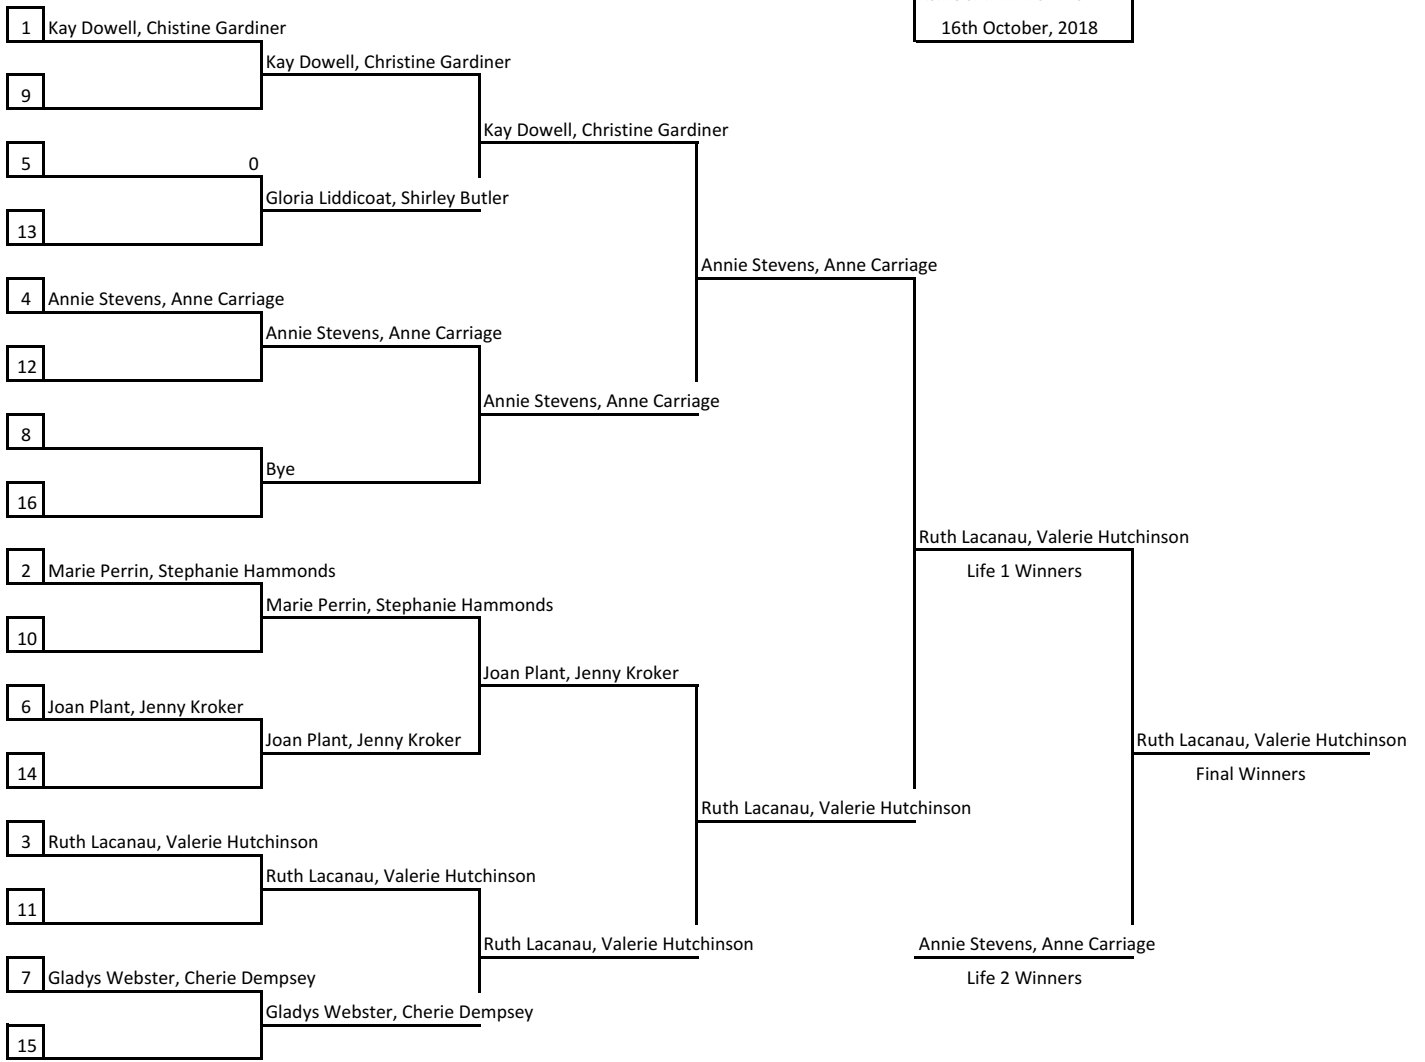 1 Kay Dowell, Chistine Gardiner
16th October, 2018
Kay Dowell, Christine Gardiner
9
Kay Dowell, Christine Gardiner
5 0
Gloria Liddicoat, Shirley Butler
13
Annie Stevens, Anne Carriage
4 Annie Stevens, Anne Carriage
Annie Stevens, Anne Carriage
12
Annie Stevens, Anne Carriage
8
Bye
16
Ruth Lacanau, Valerie Hutchinson
2 Marie Perrin, Stephanie Hammonds
Life 1 Winners
Marie Perrin, Stephanie Hammonds
10
Joan Plant, Jenny Kroker
6 Joan Plant, Jenny Kroker
Joan Plant, Jenny Kroker
Ruth Lacanau, Valerie Hutchinson
14
Final Winners
Ruth Lacanau, Valerie Hutchinson
3 Ruth Lacanau, Valerie Hutchinson
Ruth Lacanau, Valerie Hutchinson
11
Ruth Lacanau, Valerie Hutchinson
Annie Stevens, Anne Carriage
7 Gladys Webster, Cherie Dempsey
Life 2 Winners
Gladys Webster, Cherie Dempsey
15